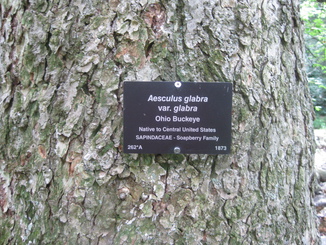 Aesculus glabra
var. glabra
Ohio Buckeye
Native to Central United States
SAPINDACEAE - Soapberry Family
262*A 1973